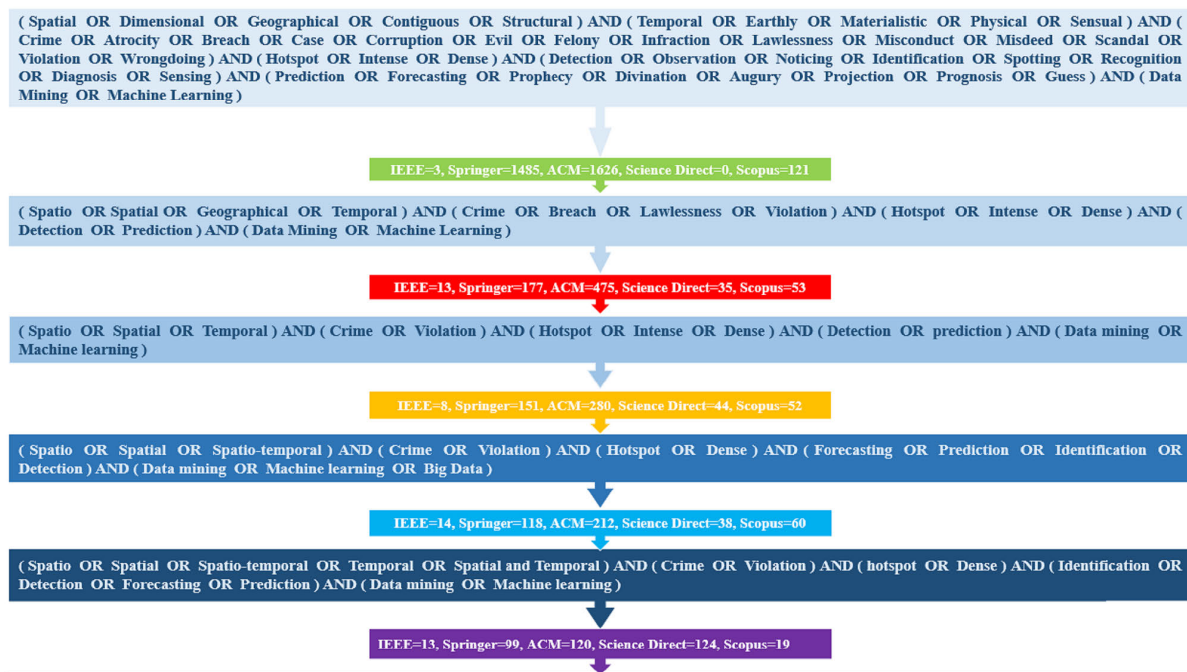 ( Spatial OR Dimensional OR Geographical OR Contiguous OR Structural ) AND ( Temporal OR Earthly OR Materialistic OR Physical OR Sensual ) AND (
Crime OR Atrocity OR Breach OR Case OR Corruption OR Evil OR Felony OR Infraction OR Lawlessness OR Misconduct OR Misdeed OR Scandal OR
Violation OR Wrongdoing ) AND ( Hotspot OR Intense OR Dense ) AND ( Detection OR Observation OR Noticing OR Identification OR Spotting OR Recognition
OR Diagnosis OR Sensing ) AND ( Prediction OR Forecasting OR Prophecy OR Divination OR Augury OR Projection OR Prognosis OR Guess ) AND ( Data
Mining OR Machine Learning )
IEEE=3, Springer=1485, ACM=1626, Science Direct=0, Scopus=121
( Spatio OR Spatial OR Geographical OR Temporal ) AND ( Crime OR Breach OR Lawlessness OR Violation ) AND ( Hotspot OR Intense OR Dense ) AND (
Detection OR Prediction ) AND ( Data Mining OR Machine Learning )
IEEE=13, Springer=177, ACM=475, Science Direct=35, Scopus=53
( Spatio OR Spatial OR Temporal ) AND ( Crime OR Violation ) AND ( Hotspot OR Intense OR Dense ) AND ( Detection OR prediction ) AND ( Data mining OR
Machine learning )
IEEE=8, Springer=151, ACM=280, Science Direct=44, Scopus=52
( Spatio OR Spatial OR Spatio-temporal ) AND ( Crime OR Violation ) AND ( Hotspot OR Dense ) AND ( Forecasting OR Prediction OR Identification OR
Detection ) AND ( Data mining OR Machine learning OR Big Data )
IEEE=14, Springer=118, ACM=212, Science Direct=38, Scopus=60
( Spatio OR Spatial OR Spatio-temporal OR Temporal OR Spatial and Temporal ) AND ( Crime OR Violation ) AND ( hotspot OR Dense ) AND ( Identification OR
Detection OR Forecasting OR Prediction ) AND ( Data mining OR Machine learning )
IEEE=13, Springer=99, ACM=120, Science Direct=124, Scopus=19